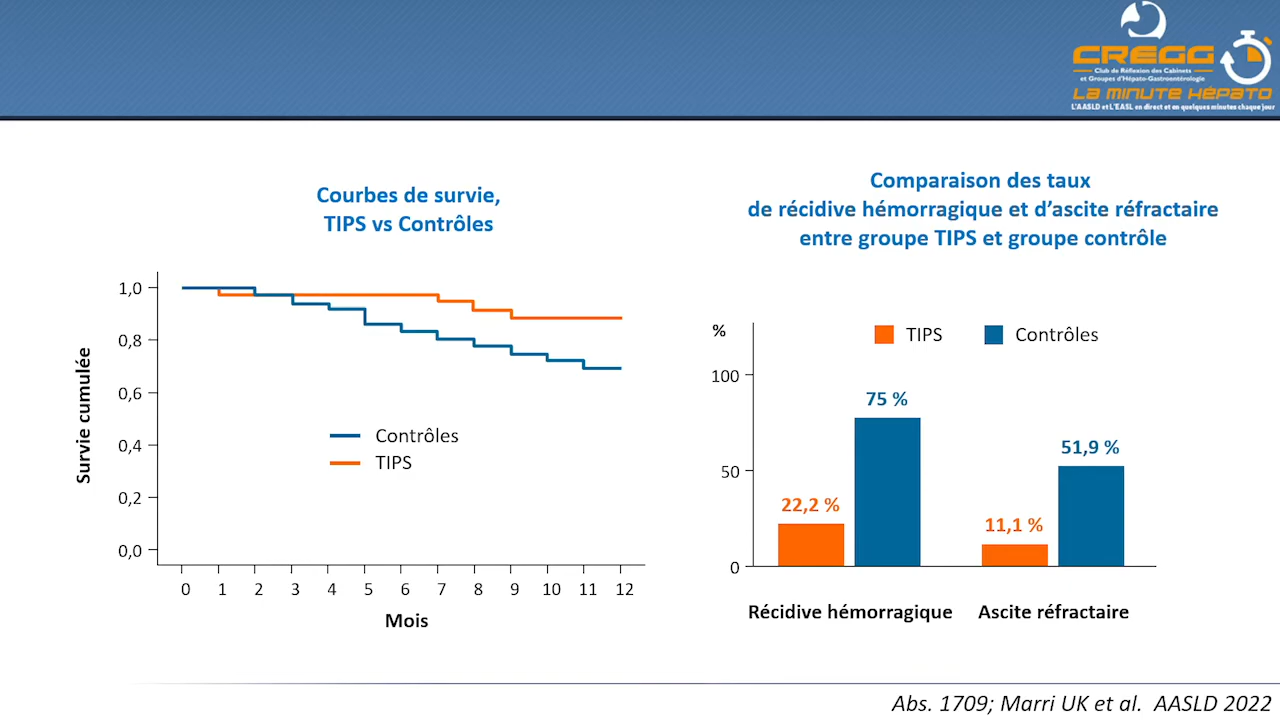 CREGG
Club de Réflexion des Cabinets
et Groupes d'Hépato-Gastroentérologie
LA MINUTE HÉPATO
L'AASLD et L'EASL en direct et en quelques minutes chaque jour
Courbes de survie,
TIPS vs Contrôles
Survie cumulée
1,0
0,8
0,6
0,4
0,2
0,0
Contrôles
TIPS
0 1 2 3 4 5 6 7 8 9 10 11 12
Mois
Comparaison des taux
de récidive hémorragique et d’ascite réfractaire
entre groupe TIPS et groupe contrôle
%
TIPS Contrôles
100
50
0
75 %
51,9 %
22,2 %
11,1 %
Récidive hémorragique Ascite réfractaire
Abs. 1709; Marri UK et al. AASLD 2022